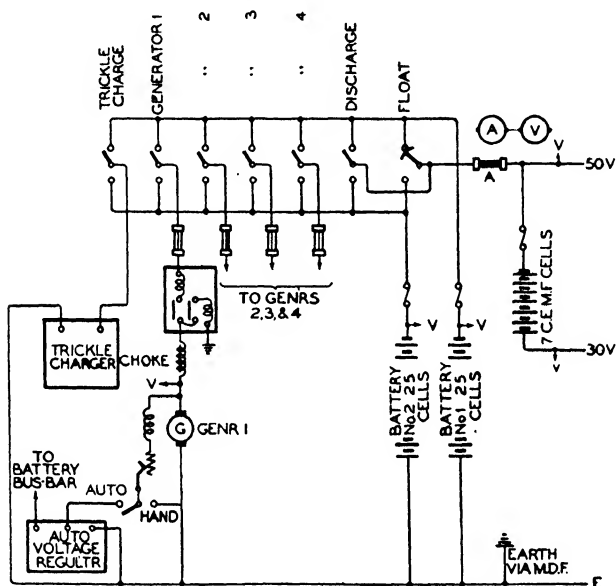 TRICKLE
CHARGE
GENERATOR 1
" 2
" 3
" 4
DISCHARGE
FLOAT
A
V
V
50V
A
7 C.E.M.F CELLS
30V
V
TO GENRS
2,3,& 4
V
V
BATTERY
No2 25
CELLS
BATTERY
No1 25
CELLS
TRICKLE
CHARGER
CHOKE
V
G
GENR 1
TO
BATTERY
BUS-BAR
AUTO
HAND
AUTO
VOLTAGE
REGULTR
EARTH
VIA M.D.F.
E